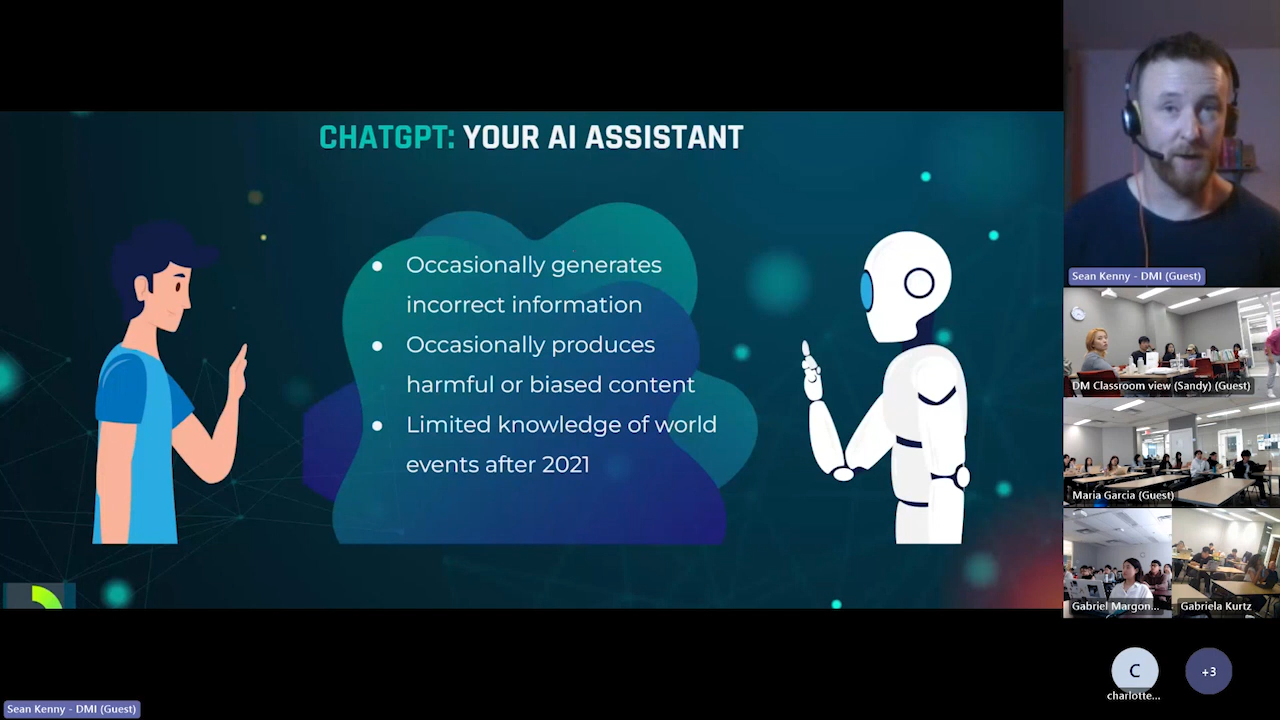 CHATGPT: YOUR AI ASSISTANT
● Occasionally generates
incorrect information
● Occasionally produces
harmful or biased content
● Limited knowledge of world
events after 2021
Sean Kenny - DMI (Guest)
DM Classroom view (Sandy) (Guest)
Maria Garcia (Guest)
Gabriel Margon...
Gabriela Kurtz
C
charlotte...
+3
Sean Kenny - DMI (Guest)